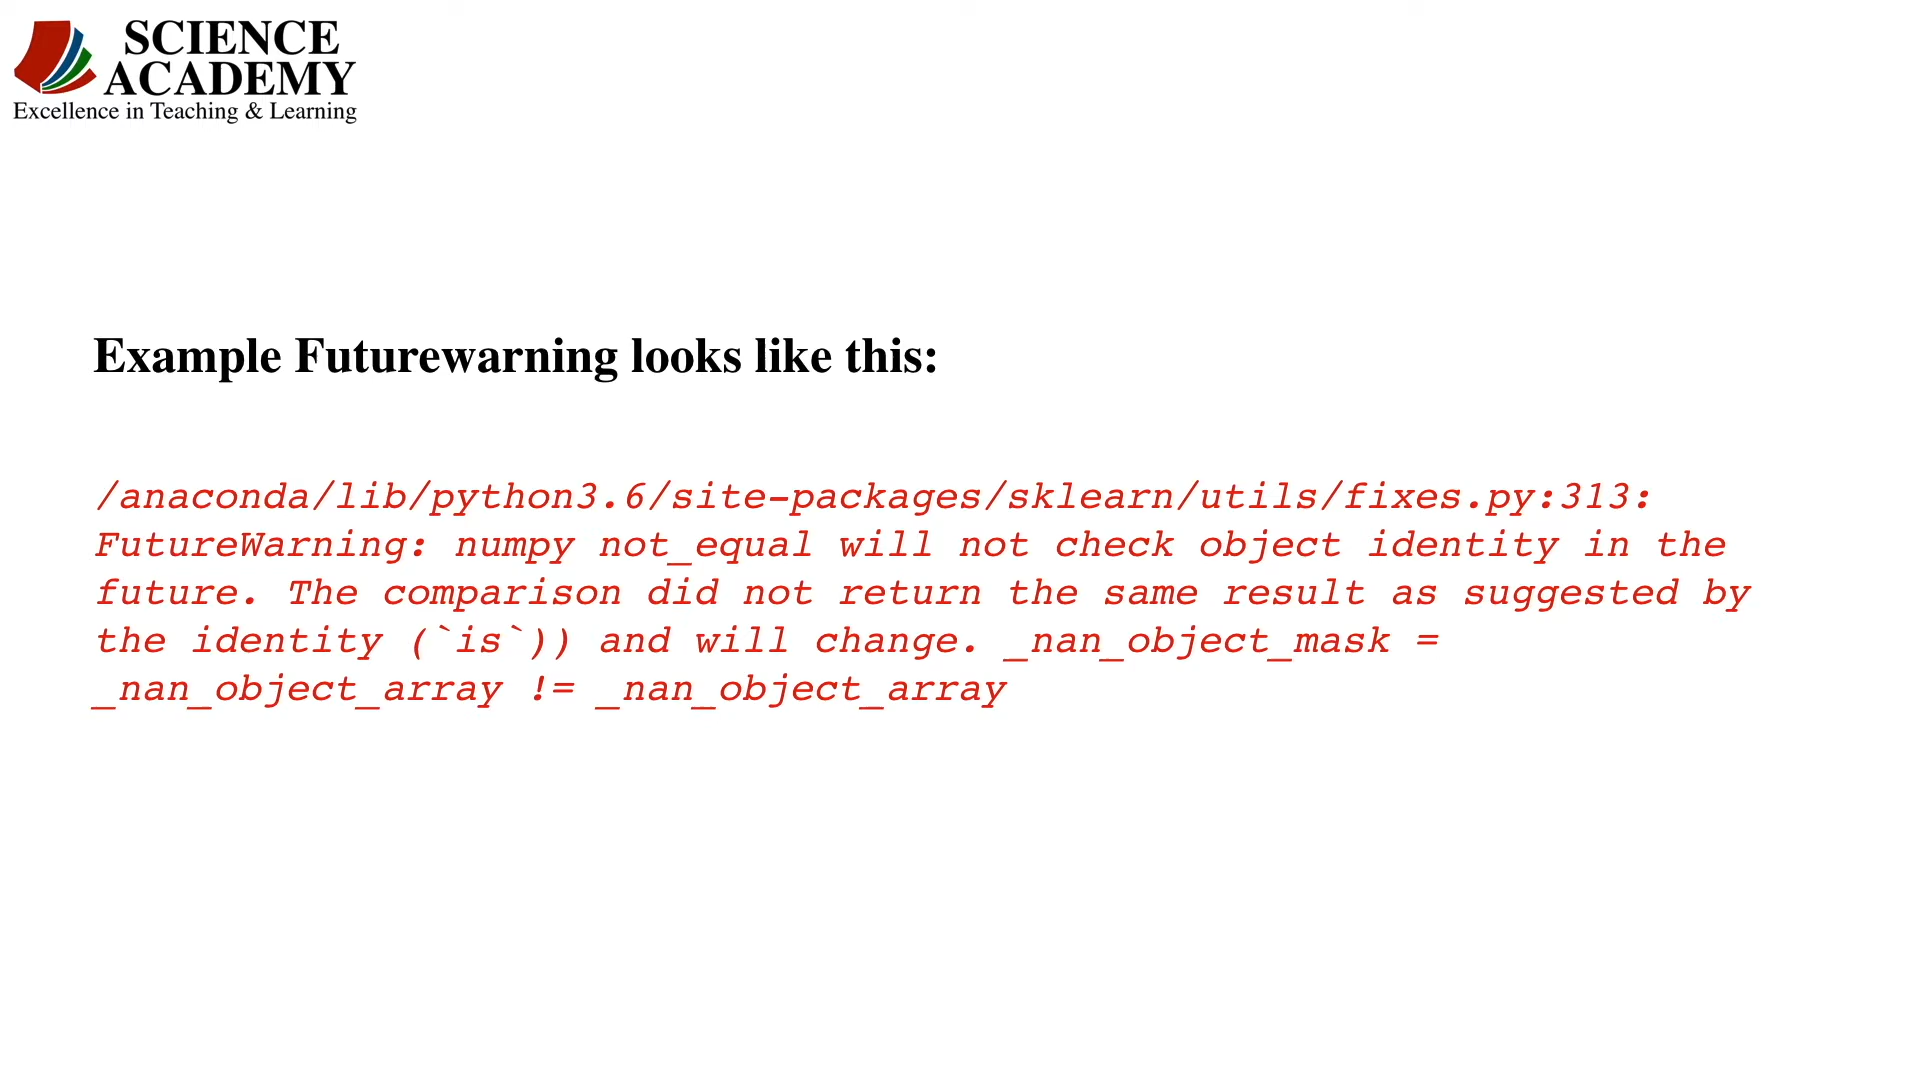 SCIENCE
ACADEMY
Excellence in Teaching & Learning
Example Futurewarning looks like this:
/anaconda/lib/python3.6/site-packages/sklearn/utils/fixes.py:313:
FutureWarning: numpy not_equal will not check object identity in the
future. The comparison did not return the same result as suggested by
the identity (`is`)) and will change. _nan_object_mask =
_nan_object_array != _nan_object_array